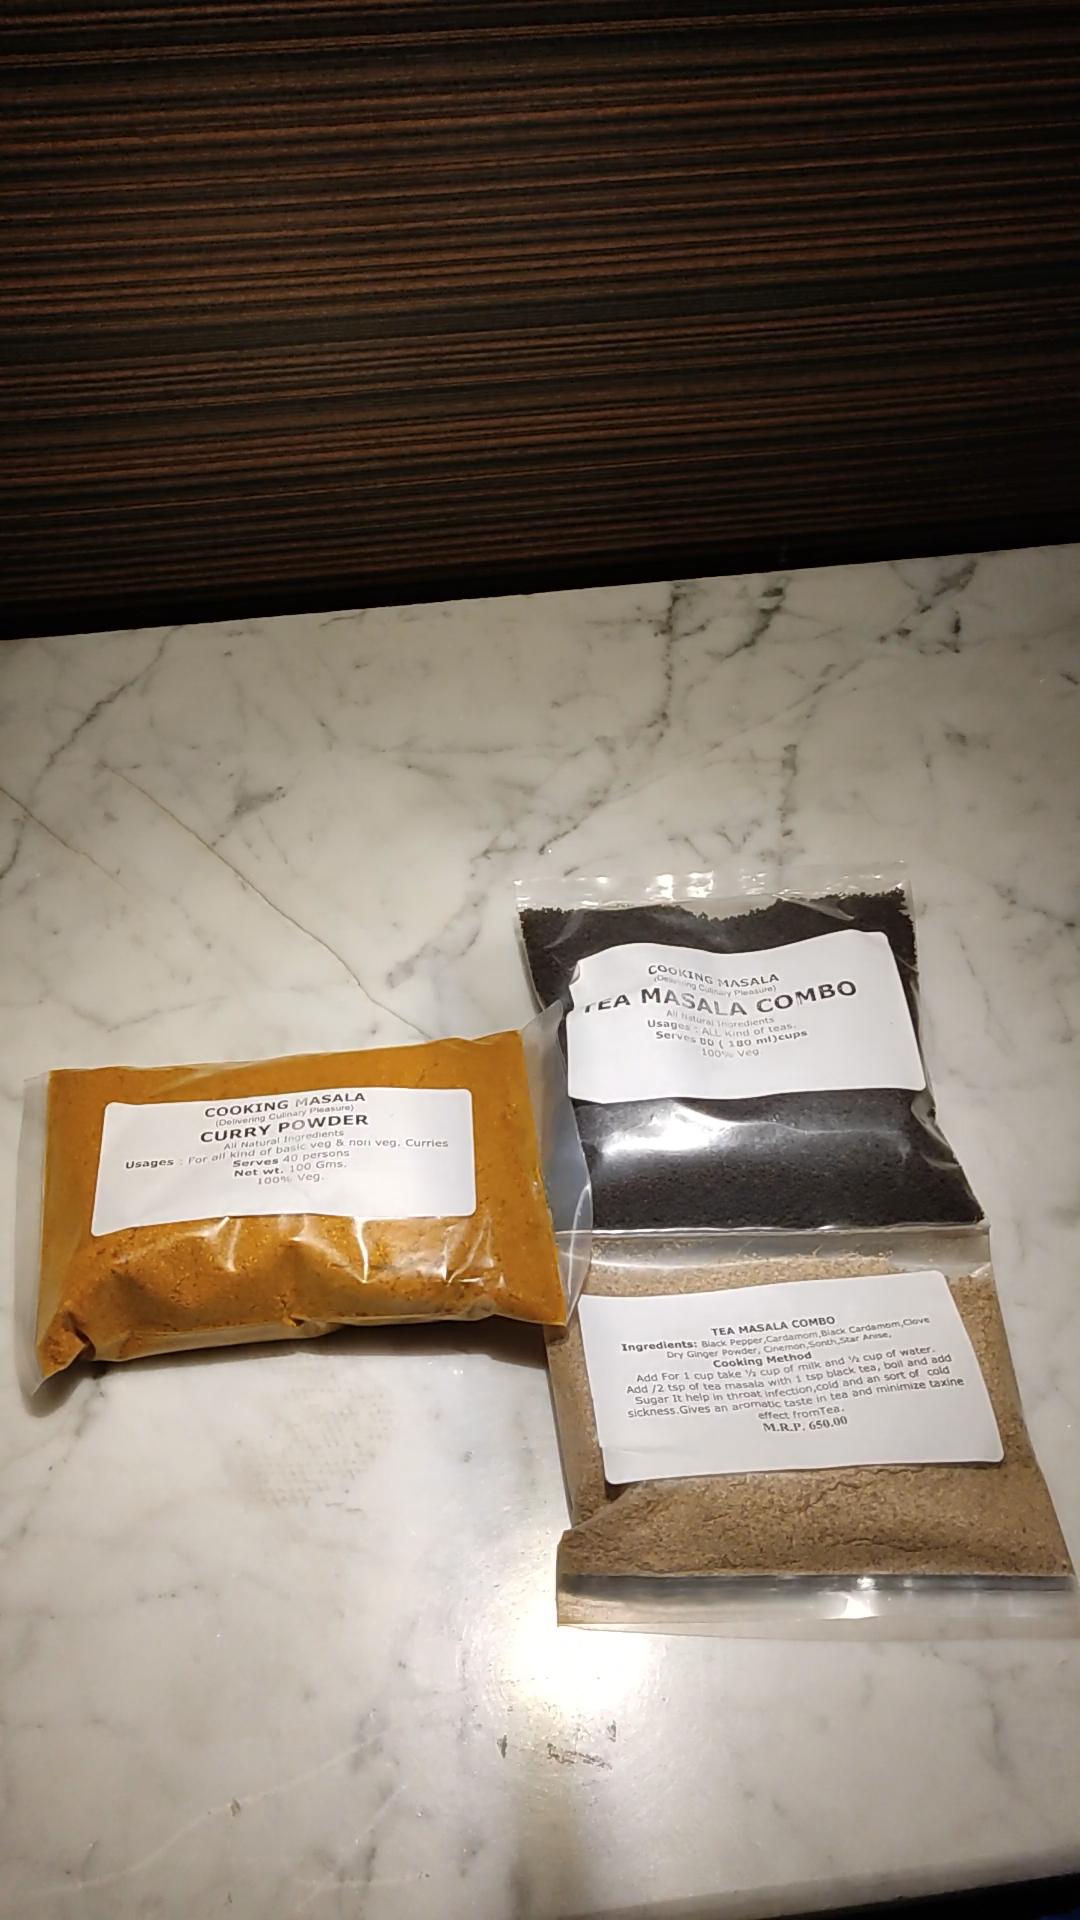 COOKING MASALA
(Delivering Culinary Pleasure)
CURRY POWDER
All Natural Ingredients
Usages : For all kind of basic veg & non veg. Curries
Serves 40 persons
Net wt. 100 Gms.
100% Veg.
COOKING MASALA
(Delivering Culinary Pleasure)
TEA MASALA COMBO
All Natural Ingredients
Usages : ALL Kind of teas.
Serves 80 ( 180 ml)cups
100% Veg.
TEA MASALA COMBO
Ingredients: Black Pepper,Cardamom,Black Cardamom,Clove
Dry Ginger Powder, Cinemon,Sonth,Star Anise,
Cooking Method
Add For 1 cup take ½ cup of milk and ½ cup of water.
Add /2 tsp of tea masala with 1 tsp black tea, boil and add
Sugar It help in throat infection,cold and an sort of cold
sickness.Gives an aromatic taste in tea and minimize taxine
effect fromTea.
M.R.P. 650.00